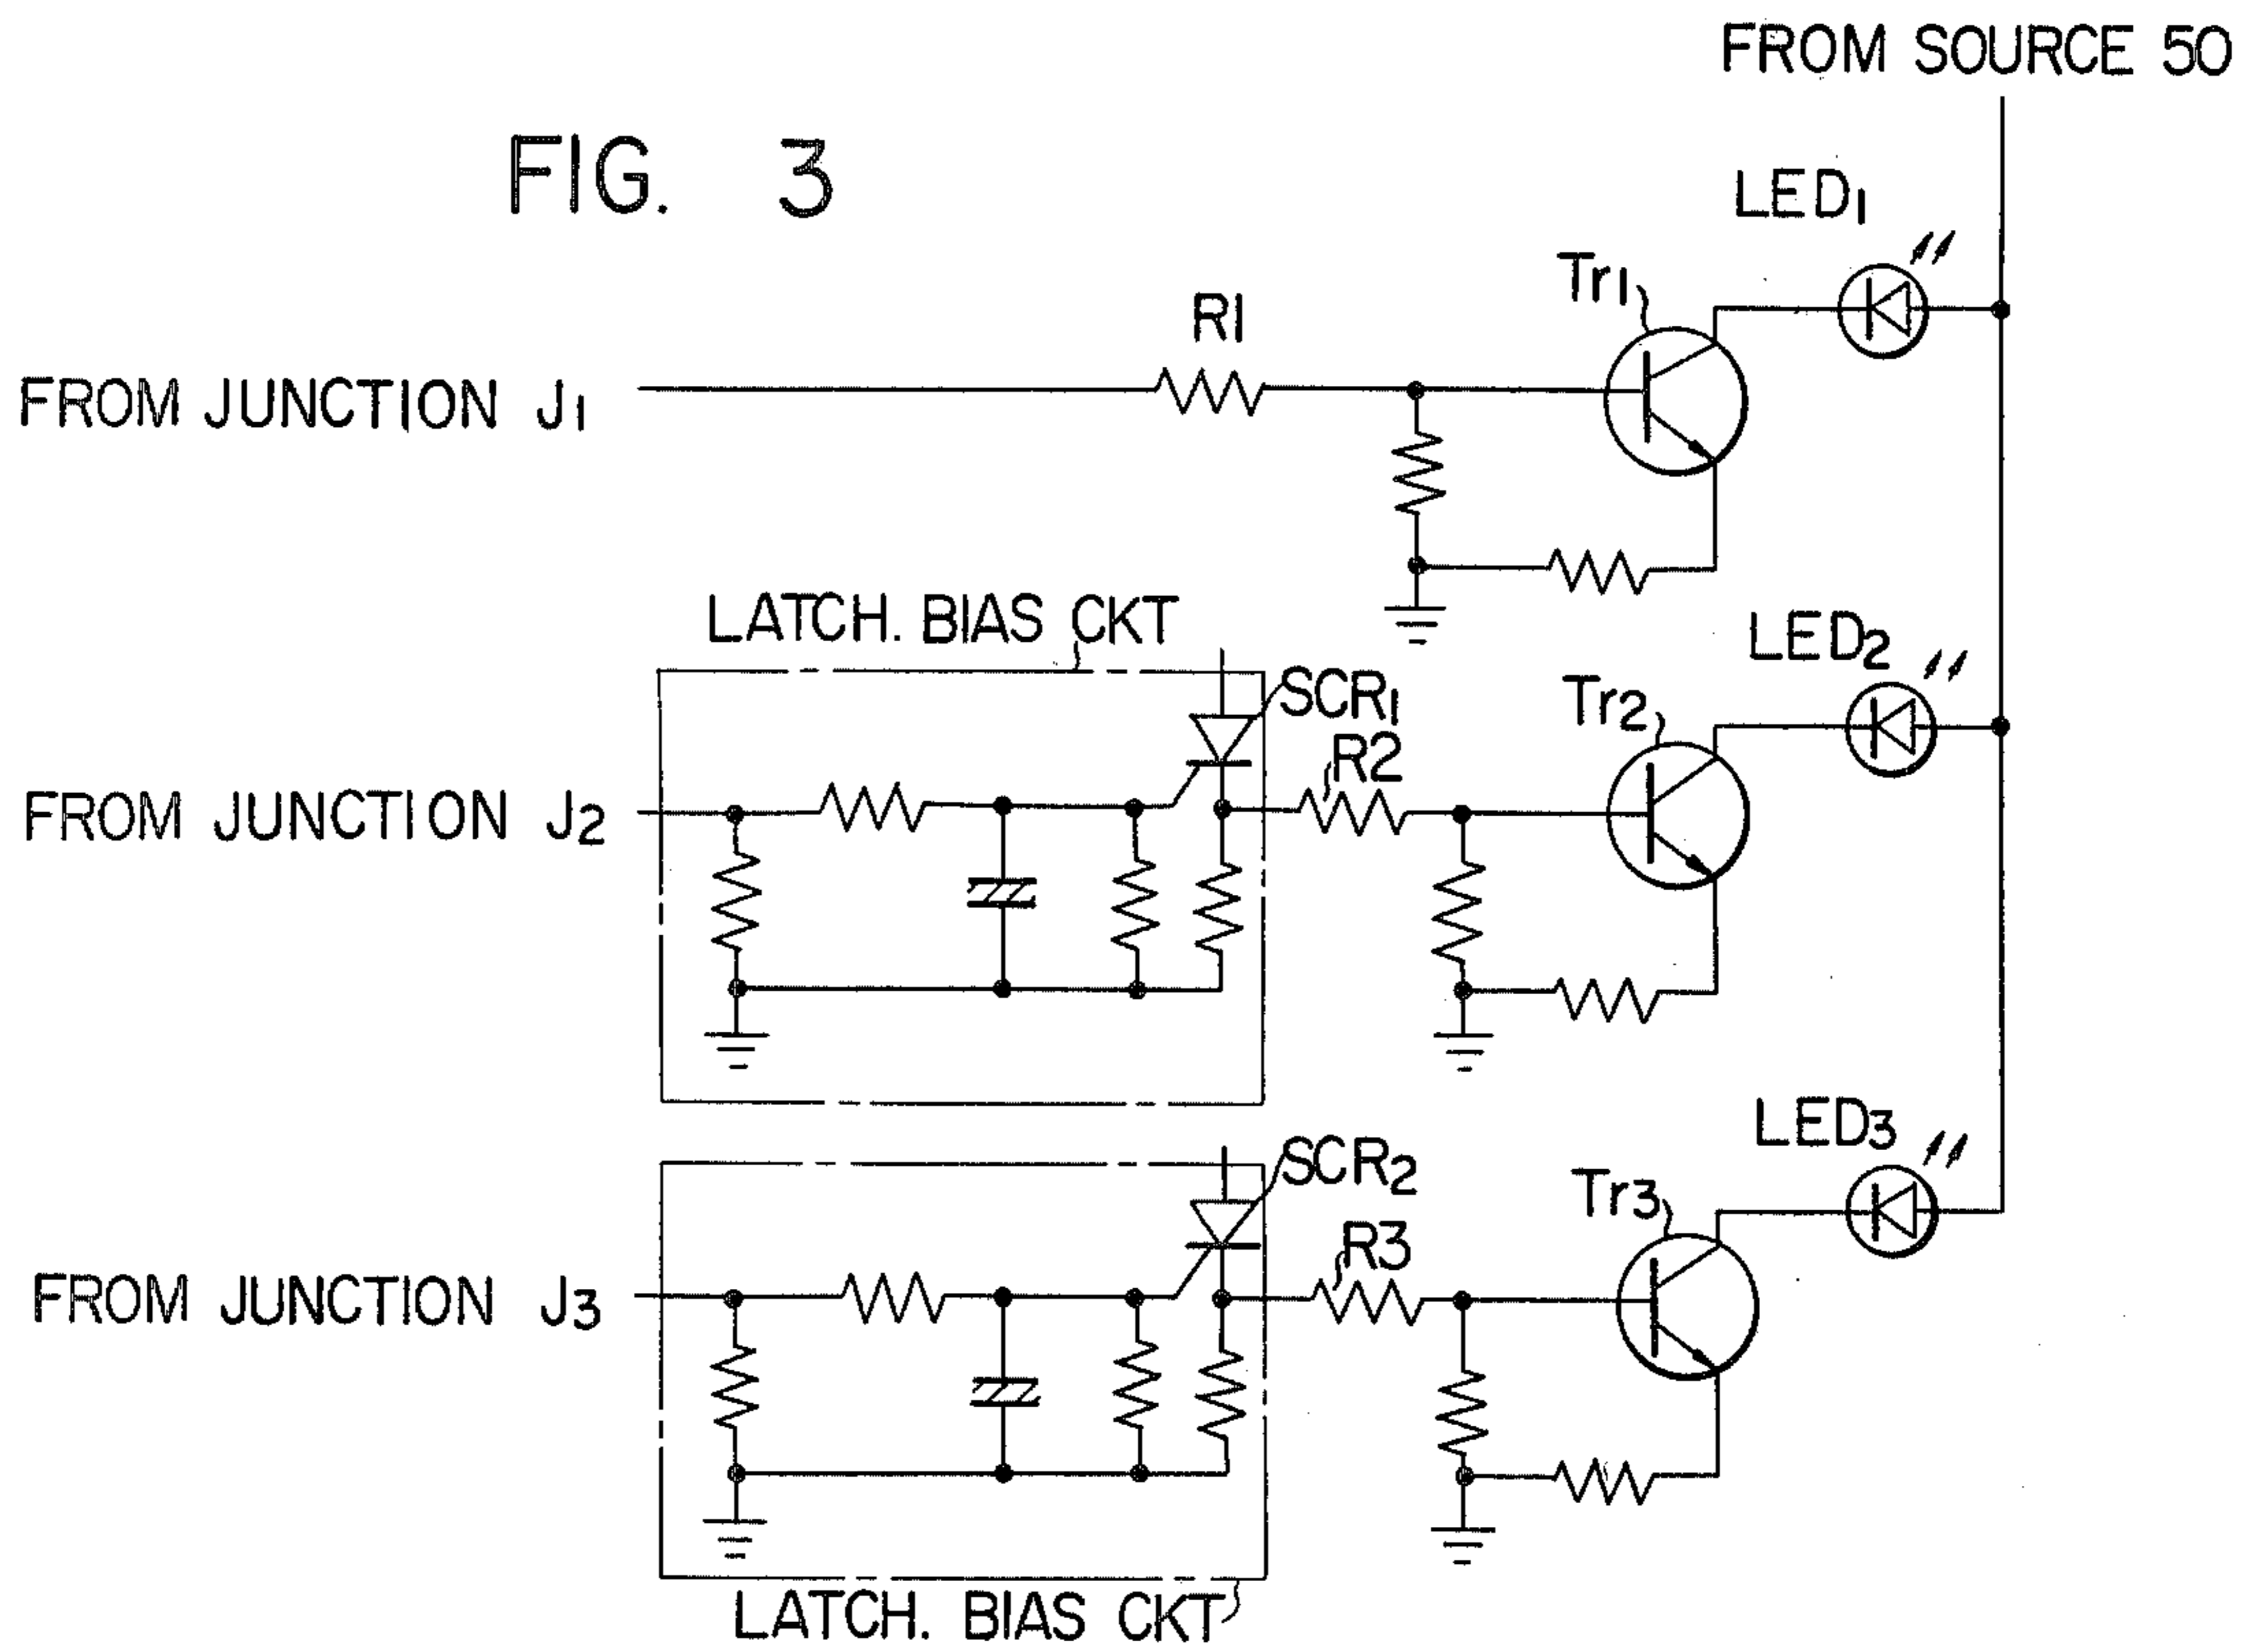 FROM SOURCE 50
FIG. 3
LED1
Tr1
R1
FROM JUNCTION J1
LATCH. BIAS CKT
LED2
SCR1
Tr2
R2
FROM JUNCTION J2
LED3
SCR2
Tr3
R3
FROM JUNCTION J3
LATCH. BIAS CKT